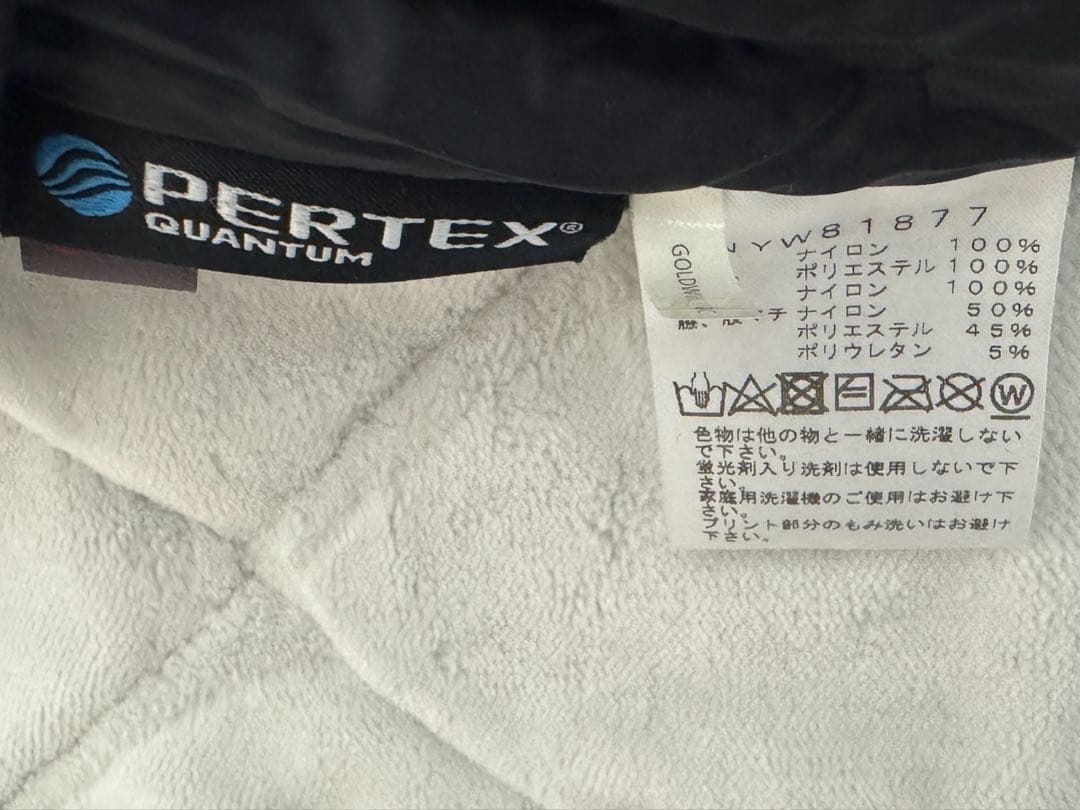 PERTEX®
QUANTUM
GOLDW
NYW81877
ナイロン 100%
ポリエステル 100%
ナイロン 100%
チ ナイロン 50%
ポリエステル 45%
ポリウレタン 5%
W
色物は他の物と一緒に洗濯しない
で下さい。
蛍光剤入り洗剤は使用しないで下
さい。
家庭用洗濯機のご使用はお避け下
さい。
プリント部分のもみ洗いはお避け
下さい。